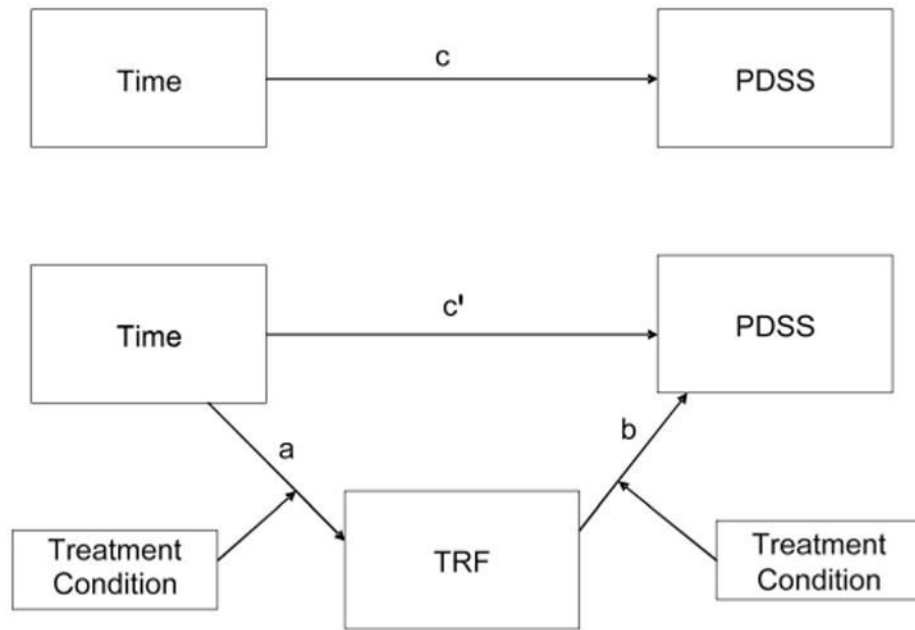 c
Time
PDSS
c'
Time
PDSS
a
b
Treatment
Condition
TRF
Treatment
Condition